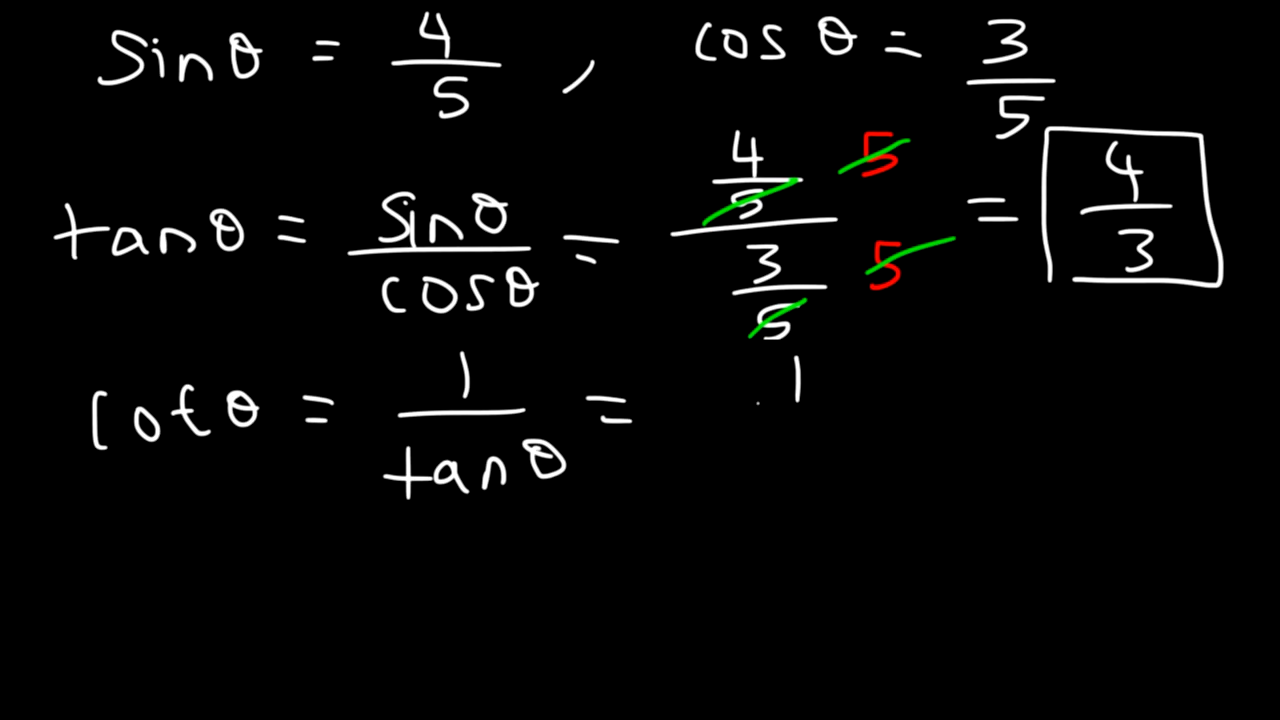 sinθ = 4/5 , cosθ = 3/5
tanθ = sinθ/cosθ = (4/5 5)/(3/5 5) = 4/3
cotθ = 1/tanθ = 1